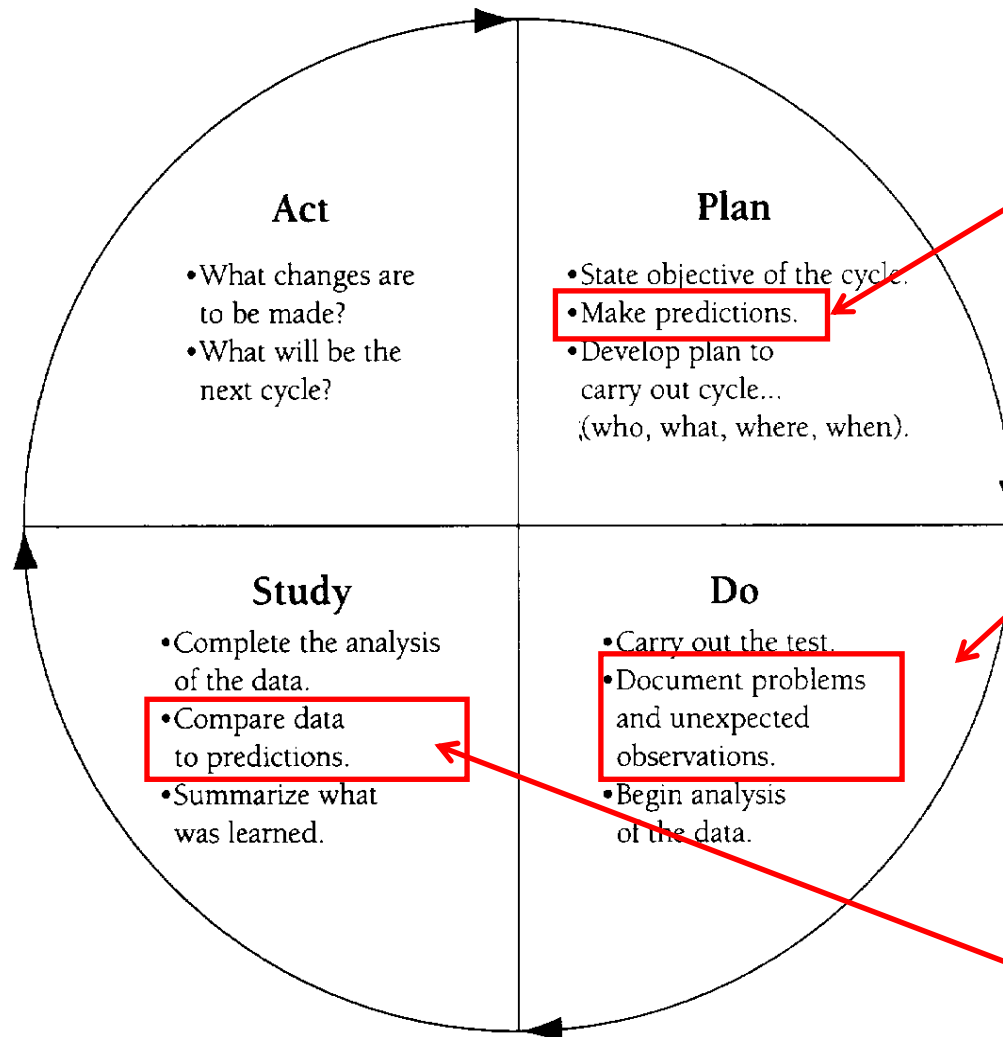 Act
•What changes are
to be made?
•What will be the
next cycle?
Plan
•State objective of the cycle.
•Make predictions.
•Develop plan to
carry out cycle...
(who, what, where, when).
Study
•Complete the analysis
of the data.
•Compare data
to predictions.
•Summarize what
was learned.
Do
•Carry out the test.
•Document problems
and unexpected
observations.
•Begin analysis
of the data.